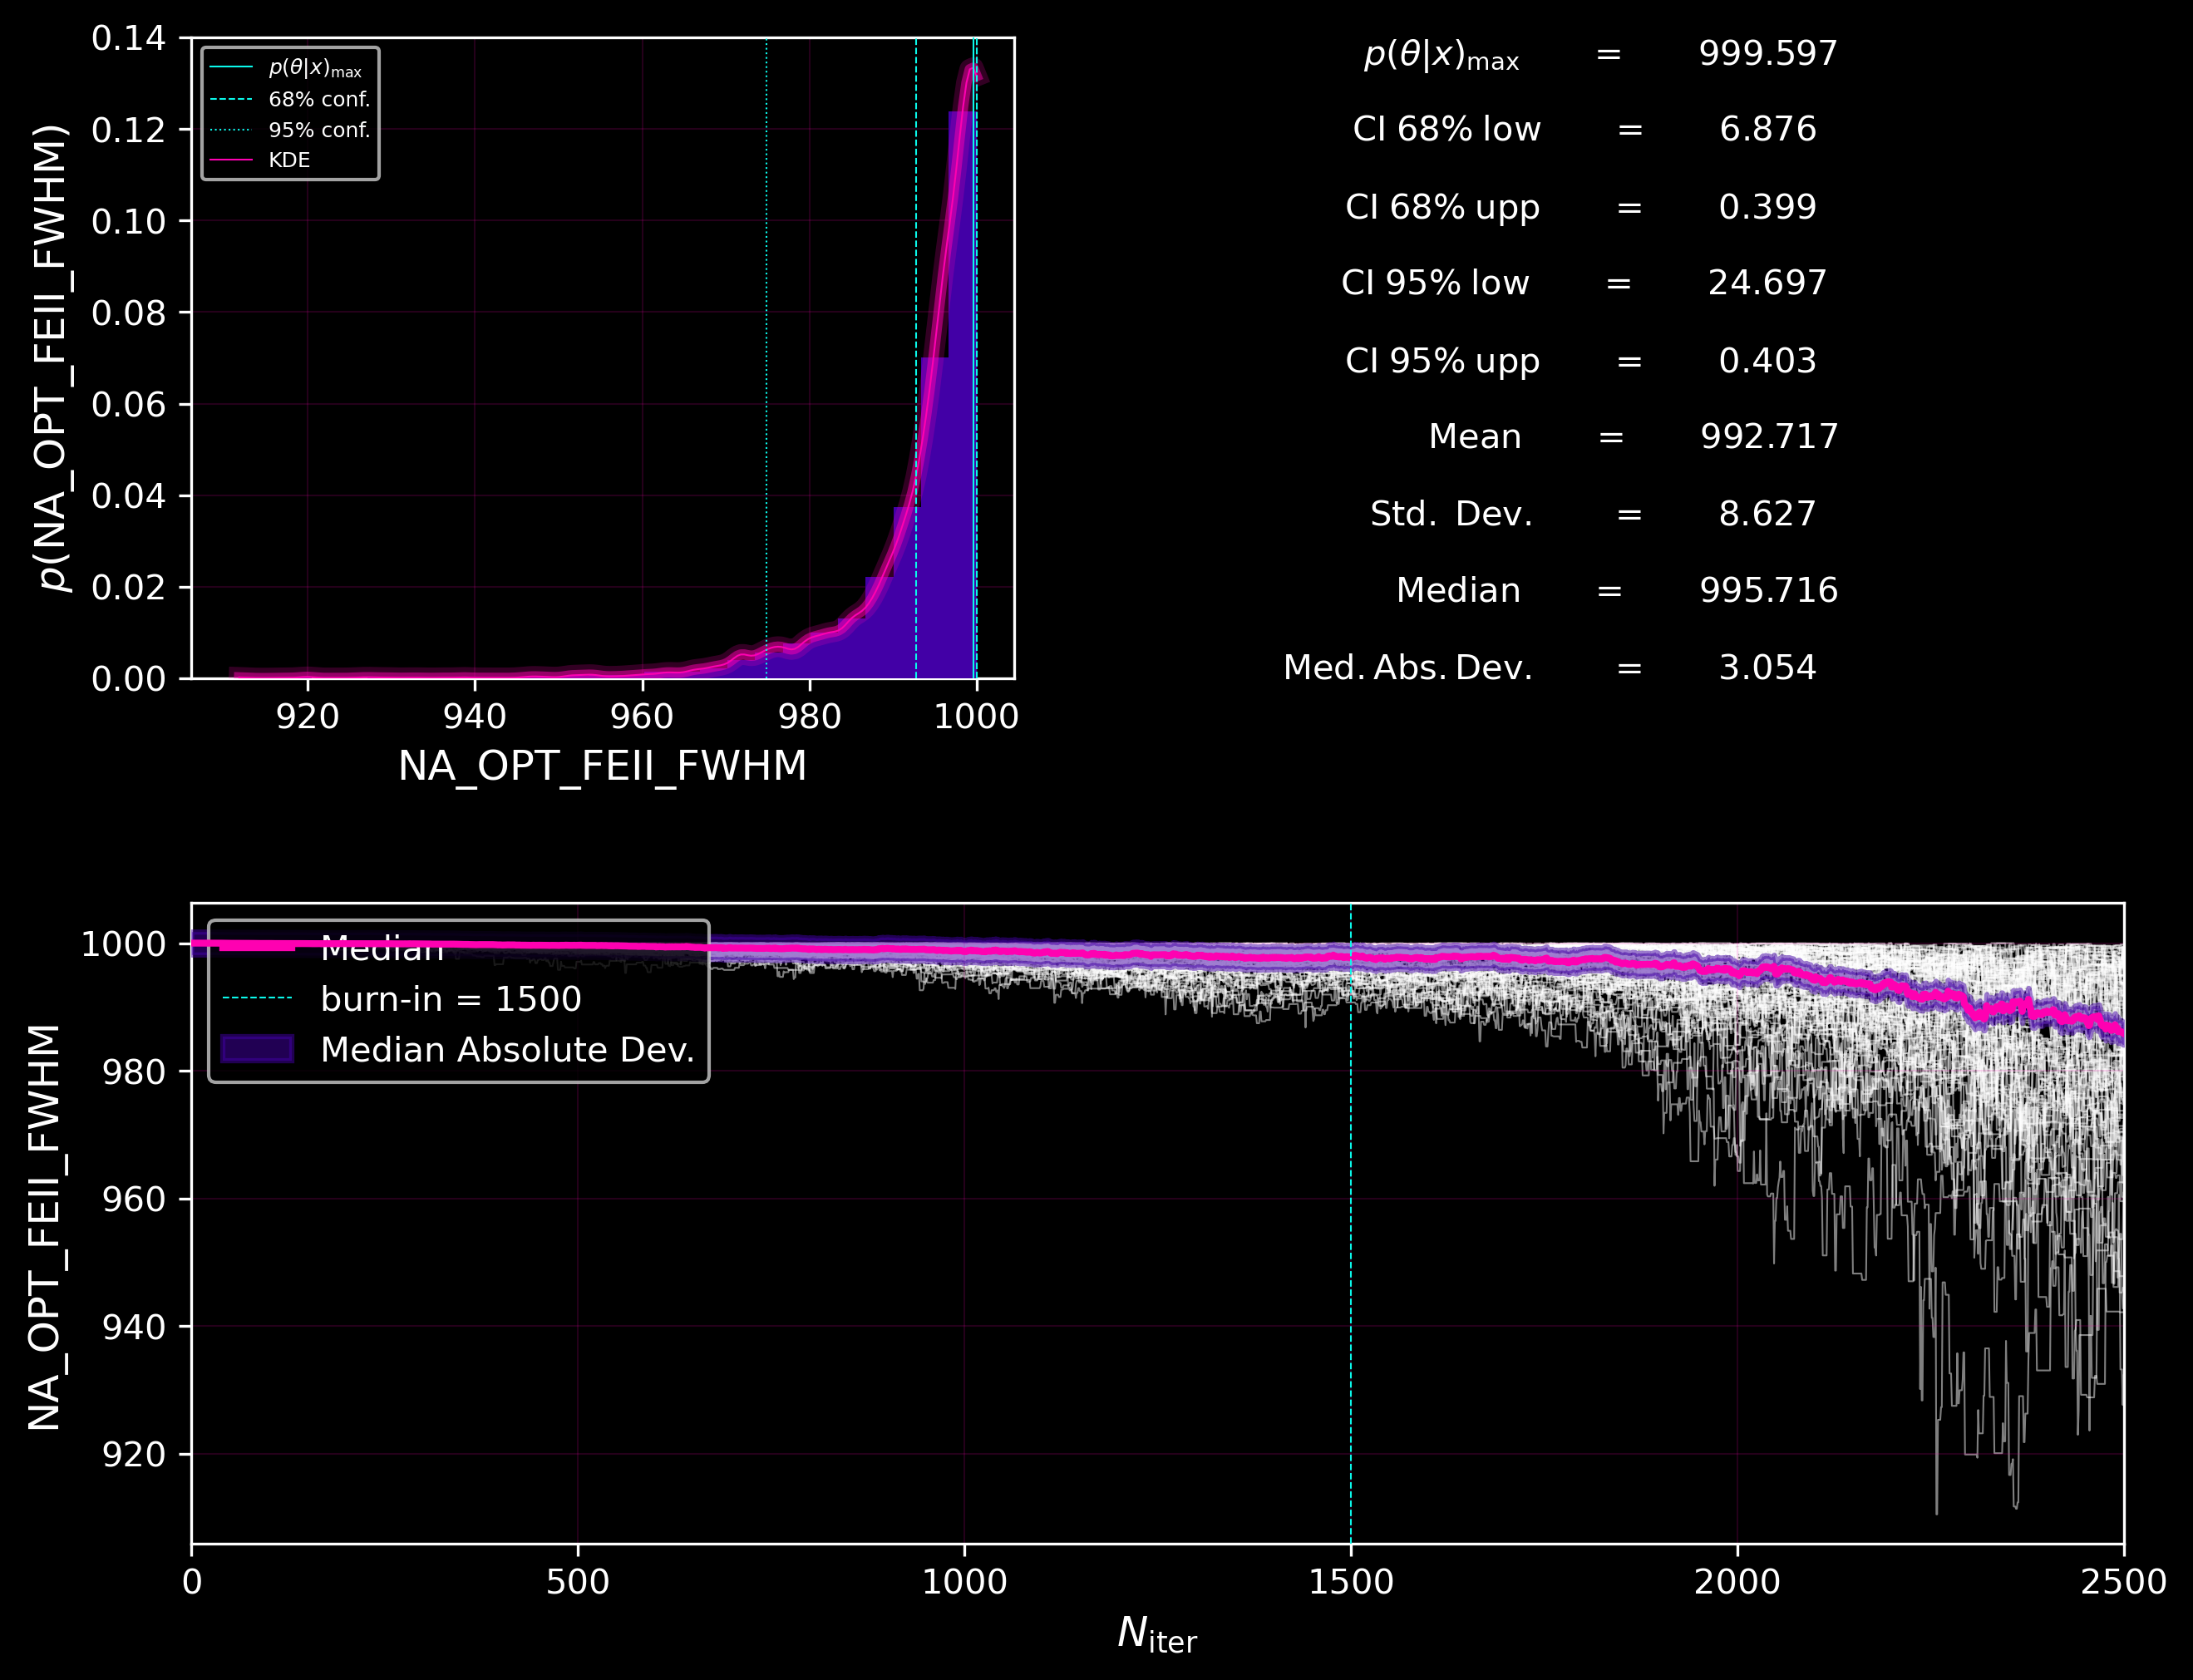 0.14
0.12
0.10
0.08
0.06
0.04
0.02
0.00
p(NA_OPT_FEII_FWHM)
p(θ|x)max
68% conf.
95% conf.
KDE
920 940 960 980 1000
NA_OPT_FEII_FWHM
p(θ|x)max = 999.597
CI 68% low = 6.876
CI 68% upp = 0.399
CI 95% low = 24.697
CI 95% upp = 0.403
Mean = 992.717
Std. Dev. = 8.627
Median = 995.716
Med. Abs. Dev. = 3.054
1000
980
960
940
920
NA_OPT_FEII_FWHM
Median
burn-in = 1500
Median Absolute Dev.
0 500 1000 1500 2000 2500
Niter